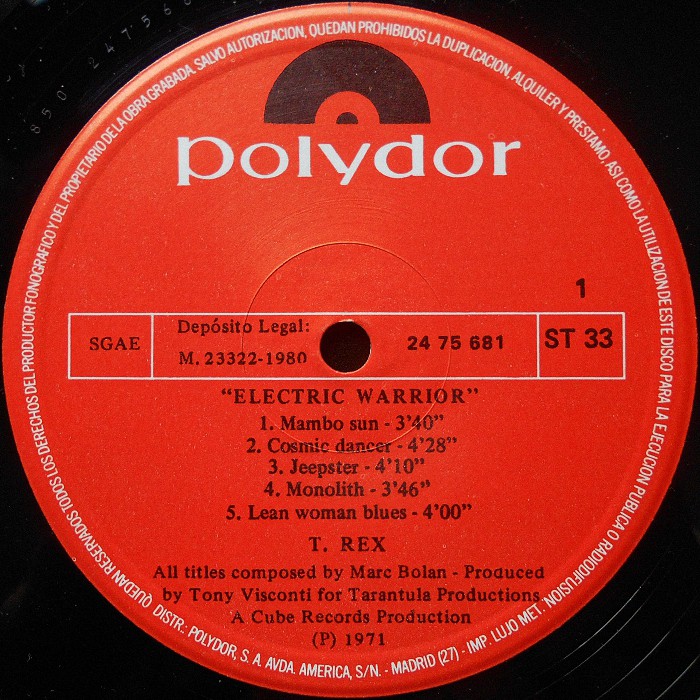 850 24756
polydor
1
SGAE
Depósito Legal:
M. 23322-1980
24 75 681
ST 33
"ELECTRIC WARRIOR"
1. Mambo sun - 3'40"
2. Cosmic dancer - 4'28"
3. Jeepster - 4'10"
4. Monolith - 3'46"
5. Lean woman blues - 4'00"
T. REX
All titles composed by Marc Bolan - Produced
by Tony Visconti for Tarantula Productions
A Cube Records Production
(P) 1971
QUEDAN RESERVADOS TODOS LOS DERECHOS DEL PRODUCTOR FONOGRAFICO Y DEL PROPIETARIO DE LA OBRA GRABADA. SALVO AUTORIZACION, QUEDAN PROHIBIDOS LA DUPLICACION, ALQUILER Y PRESTAMO, ASI COMO LA UTILIZACION DE ESTE DISCO PARA LA EJECUCION PUBLICA O RADIODIFUSION
DISTR.: POLYDOR, S. A. AVDA. AMERICA, S/N. - MADRID (27) - IMP. LUJO MET.